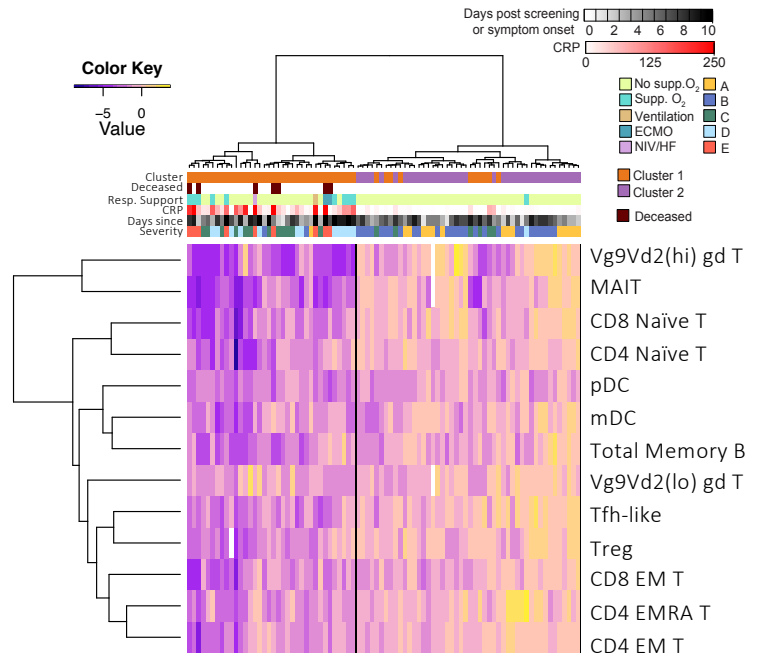 Days post screening
or symptom onset
0 2 4 6 8 10
CRP
0 125 250
Color Key
−5 0
Value
No supp.O2 A
Supp. O2 B
Ventilation C
ECMO D
NIV/HF E
Cluster 1
Cluster 2
Deceased
Cluster
Deceased
Resp. Support
CRP
Days since
Severity
Vg9Vd2(hi) gd T
MAIT
CD8 Naïve T
CD4 Naïve T
pDC
mDC
Total Memory B
Vg9Vd2(lo) gd T
Tfh-like
Treg
CD8 EM T
CD4 EMRA T
CD4 EM T